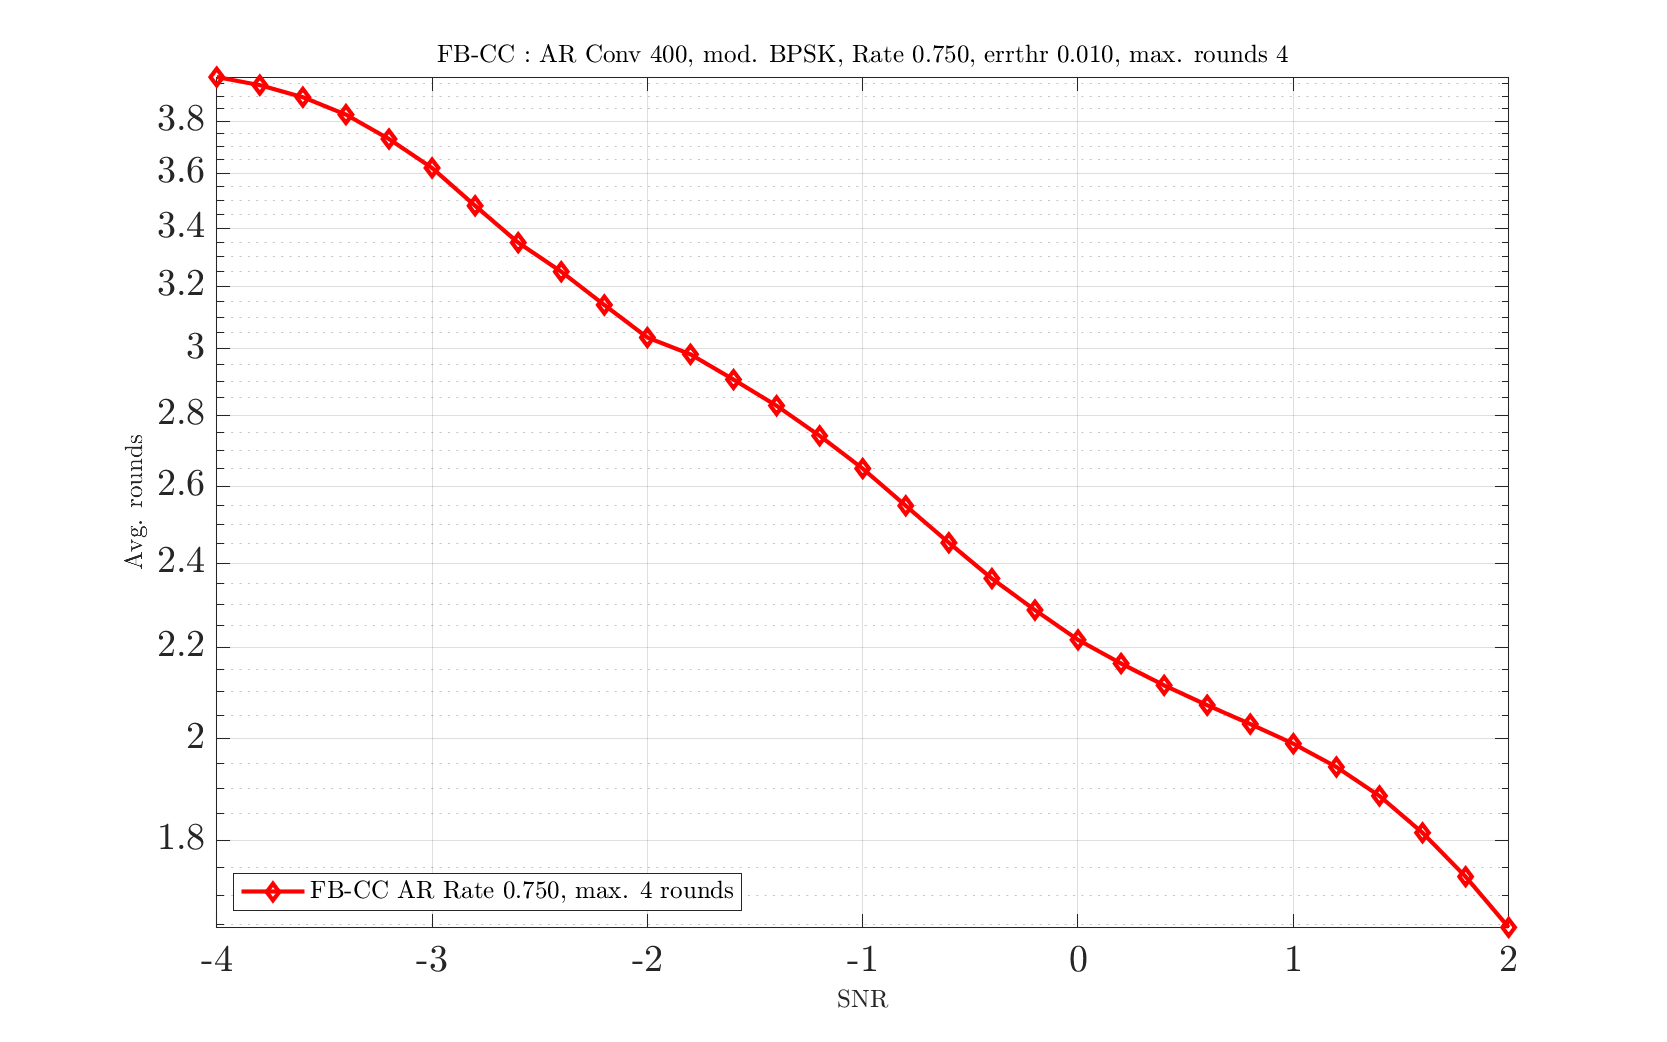 FB-CC : AR Conv 400, mod. BPSK, Rate 0.750, errthr 0.010, max. rounds 4
3.8
3.6
3.4
3.2
3
2.8
2.6
2.4
2.2
2
1.8
Avg. rounds
FB-CC AR Rate 0.750, max. 4 rounds
-4 -3 -2 -1 0 1 2
SNR